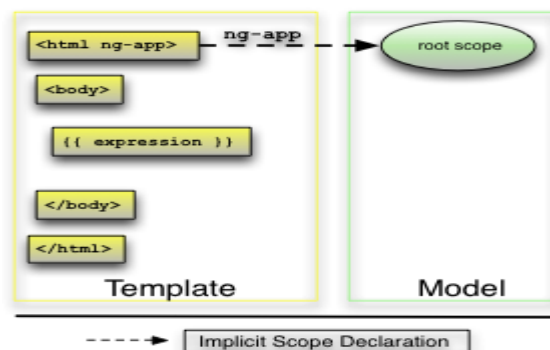 <html ng-app>
ng-app
root scope
<body>
{{ expression }}
</body>
</html>
Template
Model
Implicit Scope Declaration